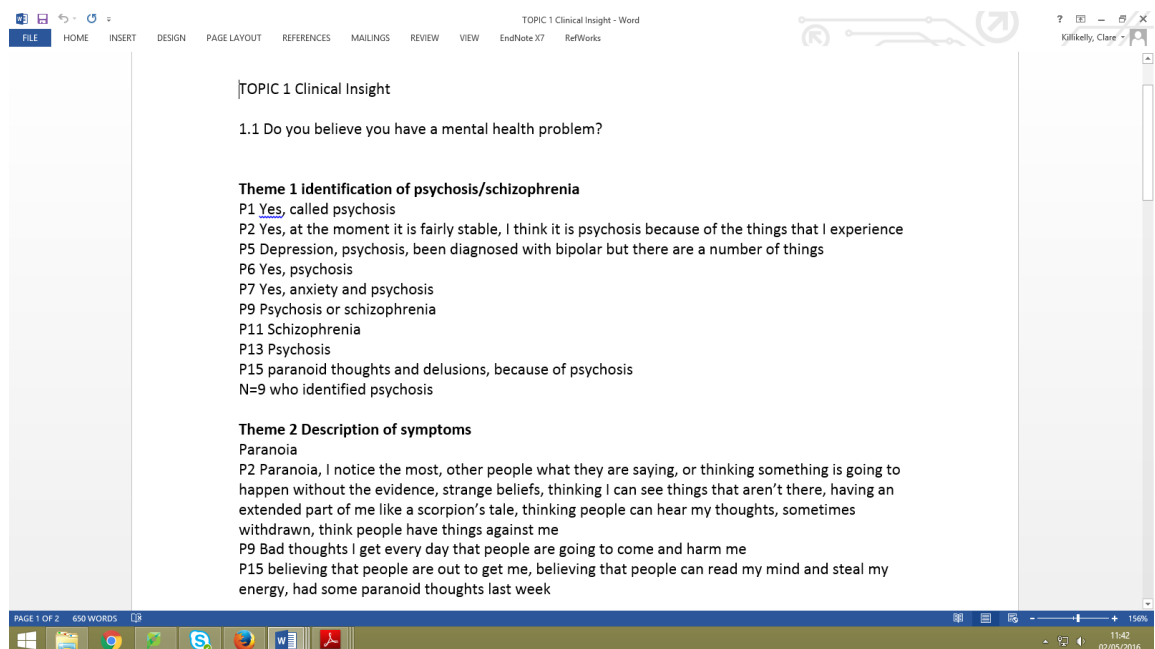 TOPIC 1 Clinical Insight - Word
FILE HOME INSERT DESIGN PAGE LAYOUT REFERENCES MAILINGS REVIEW VIEW EndNote X7 RefWorks
Killikelly, Clare
TOPIC 1 Clinical Insight
1.1 Do you believe you have a mental health problem?
Theme 1 identification of psychosis/schizophrenia
P1 Yes, called psychosis
P2 Yes, at the moment it is fairly stable, I think it is psychosis because of the things that I experience
P5 Depression, psychosis, been diagnosed with bipolar but there are a number of things
P6 Yes, psychosis
P7 Yes, anxiety and psychosis
P9 Psychosis or schizophrenia
P11 Schizophrenia
P13 Psychosis
P15 paranoid thoughts and delusions, because of psychosis
N=9 who identified psychosis
Theme 2 Description of symptoms
Paranoia
P2 Paranoia, I notice the most, other people what they are saying, or thinking something is going to
happen without the evidence, strange beliefs, thinking I can see things that aren’t there, having an
extended part of me like a scorpion’s tale, thinking people can hear my thoughts, sometimes
withdrawn, think people have things against me
P9 Bad thoughts I get every day that people are going to come and harm me
P15 believing that people are out to get me, believing that people can read my mind and steal my
energy, had some paranoid thoughts last week
PAGE 1 OF 2 650 WORDS 156%
11:42
02/05/2016